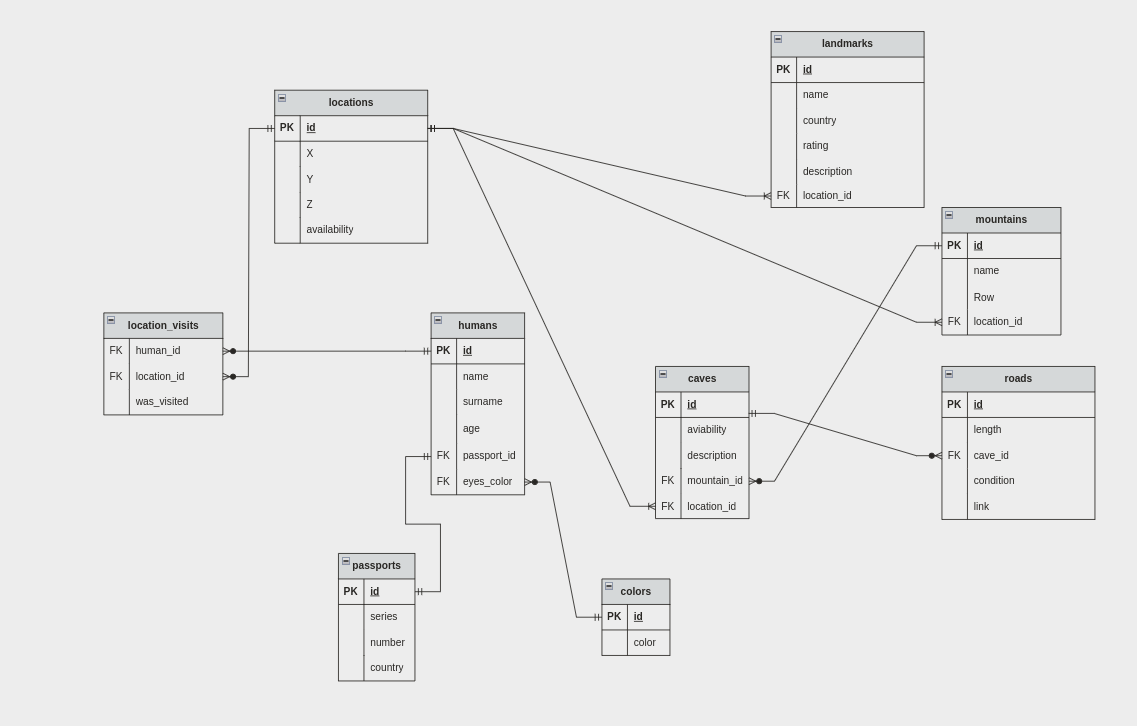 landmarks
PK id
name
country
rating
description
FK location_id
locations
PK id
X
Y
Z
availability
mountains
PK id
name
Row
FK location_id
location_visits
FK human_id
FK location_id
was_visited
humans
PK id
name
surname
age
FK passport_id
FK eyes_color
caves
PK id
aviability
description
FK mountain_id
FK location_id
roads
PK id
length
FK cave_id
condition
link
passports
PK id
series
number
country
colors
PK id
color